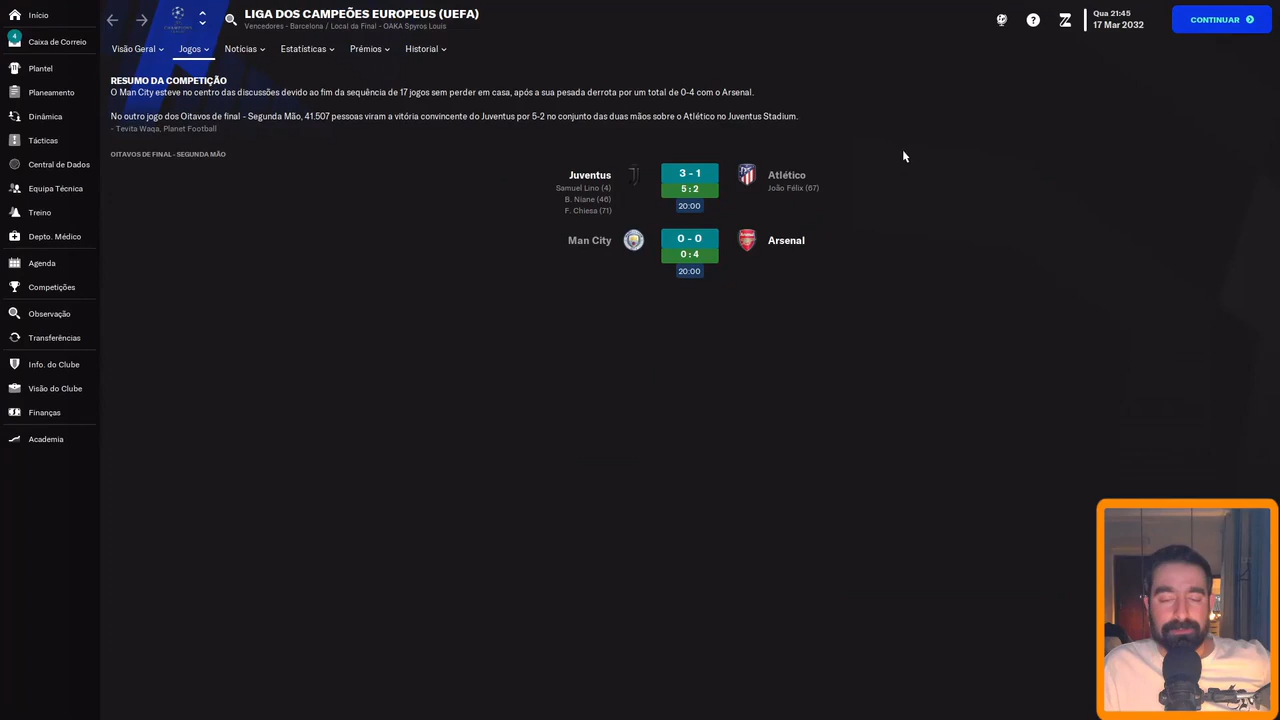 LIGA DOS CAMPEÕES EUROPEUS (UEFA)
Vencedores - Barcelona / Local da Final - OAKA Spyros Louis
Qua 21:45
17 Mar 2032
CONTINUAR
Início
4
Caixa de Correio
Plantel
Planeamento
Dinâmica
Tácticas
Central de Dados
Equipa Técnica
Treino
Depto. Médico
Agenda
Competições
Observação
Transferências
Info. do Clube
Visão do Clube
Finanças
Academia
Visão Geral
Jogos
Notícias
Estatísticas
Prémios
Historial
RESUMO DA COMPETIÇÃO
O Man City esteve no centro das discussões devido ao fim da sequência de 17 jogos sem perder em casa, após a sua pesada derrota por um total de 0-4 com o Arsenal.
No outro jogo dos Oitavos de final - Segunda Mão, 41.507 pessoas viram a vitória convincente do Juventus por 5-2 no conjunto das duas mãos sobre o Atlético no Juventus Stadium.
- Tevita Waqa, Planet Football
OITAVOS DE FINAL - SEGUNDA MÃO
Juventus 3 - 1 Atlético
Samuel Lino (4) 5 : 2 João Félix (67)
B. Niane (46) 20:00
F. Chiesa (71)
Man City 0 - 0 Arsenal
0 : 4
20:00